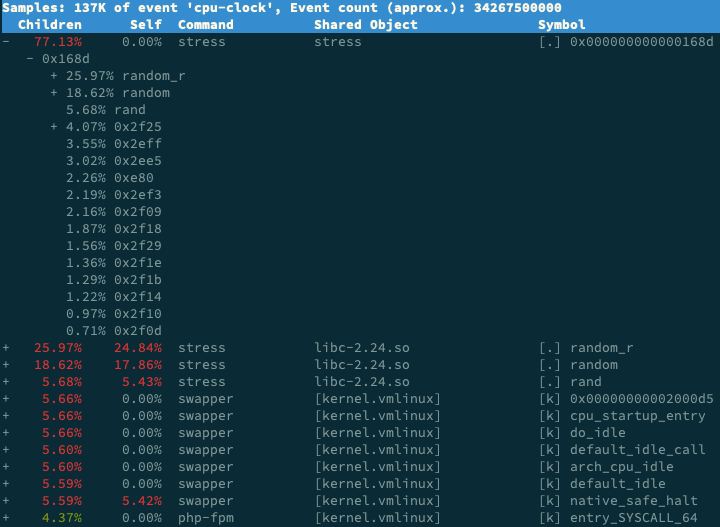 Samples: 137K of event 'cpu-clock', Event count (approx.): 34267500000
  Children      Self  Command          Shared Object                Symbol
-   77.13%     0.00%  stress           stress                       [.] 0x000000000000168d
   - 0x168d
      + 25.97% random_r
      + 18.62% random
        5.68% rand
      + 4.07% 0x2f25
        3.55% 0x2eff
        3.02% 0x2ee5
        2.26% 0xe80
        2.19% 0x2ef3
        2.16% 0x2f09
        1.87% 0x2f18
        1.56% 0x2f29
        1.36% 0x2f1e
        1.29% 0x2f1b
        1.22% 0x2f14
        0.97% 0x2f10
        0.71% 0x2f0d
+   25.97%    24.84%  stress           libc-2.24.so                 [.] random_r
+   18.62%    17.86%  stress           libc-2.24.so                 [.] random
+    5.68%     5.43%  stress           libc-2.24.so                 [.] rand
+    5.66%     0.00%  swapper          [kernel.vmlinux]             [k] 0x00000000002000d5
+    5.66%     0.00%  swapper          [kernel.vmlinux]             [k] cpu_startup_entry
+    5.66%     0.00%  swapper          [kernel.vmlinux]             [k] do_idle
+    5.60%     0.00%  swapper          [kernel.vmlinux]             [k] default_idle_call
+    5.60%     0.00%  swapper          [kernel.vmlinux]             [k] arch_cpu_idle
+    5.59%     0.00%  swapper          [kernel.vmlinux]             [k] default_idle
+    5.59%     5.42%  swapper          [kernel.vmlinux]             [k] native_safe_halt
+    4.37%     0.00%  php-fpm          [kernel.vmlinux]             [k] entry_SYSCALL_64